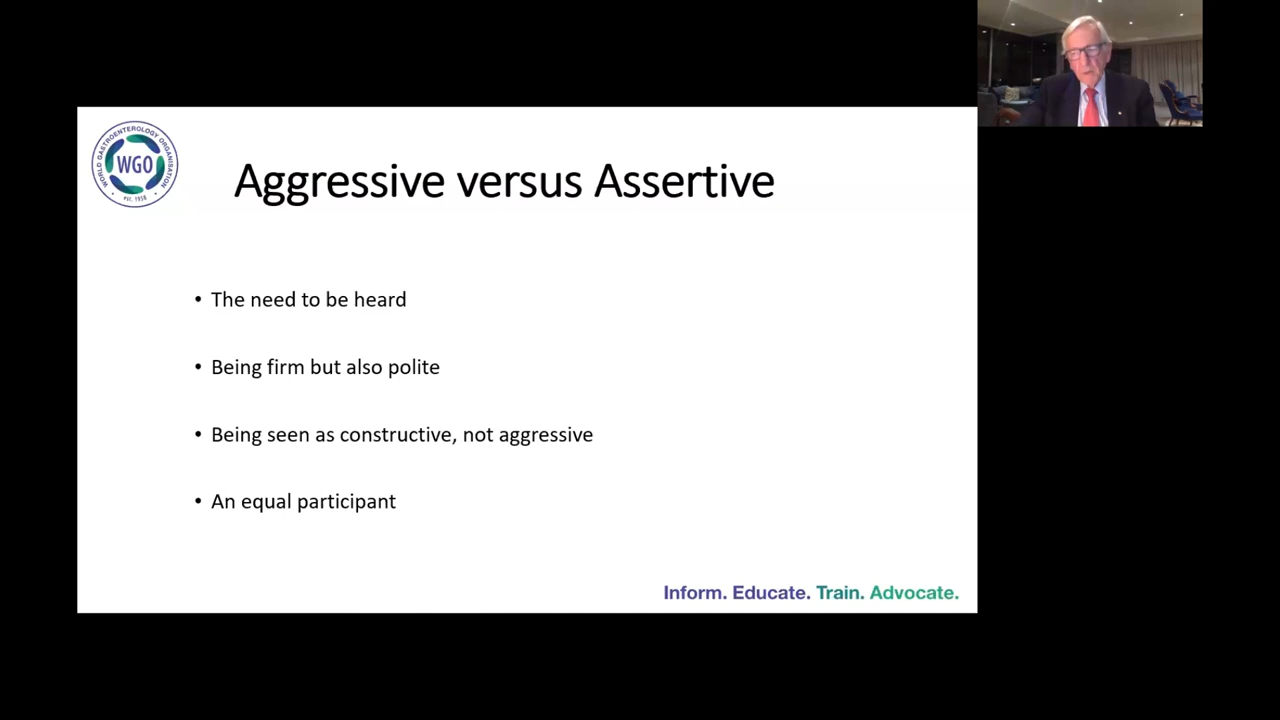 WORLD GASTROENTEROLOGY ORGANISATION
WGO
est. 1958
Aggressive versus Assertive
• The need to be heard
• Being firm but also polite
• Being seen as constructive, not aggressive
• An equal participant
Inform. Educate. Train. Advocate.